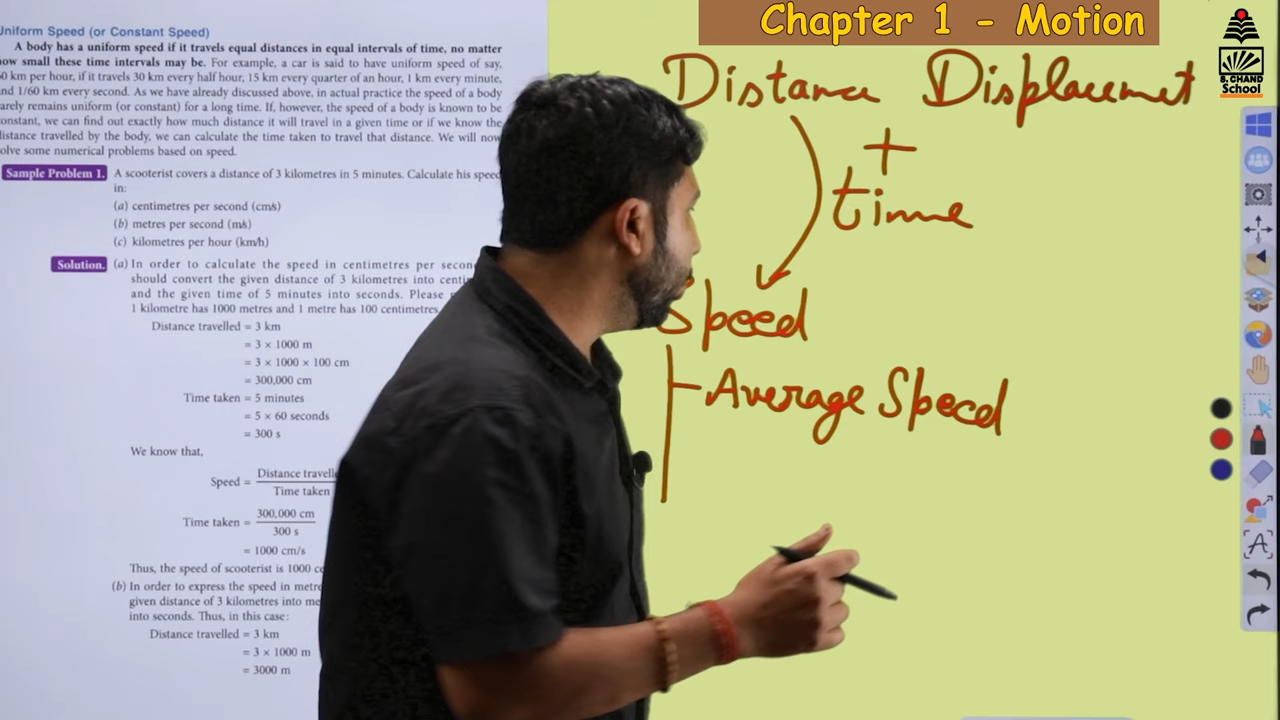 Chapter 1 - Motion
S. CHAND
School
Uniform Speed (or Constant Speed)
A body has a uniform speed if it travels equal distances in equal intervals of time, no matter
how small these time intervals may be. For example, a car is said to have uniform speed of say,
60 km per hour, if it travels 30 km every half hour, 15 km every quarter of an hour, 1 km every minute,
and 1/60 km every second. As we have already discussed above, in actual practice the speed of a body
rarely remains uniform (or constant) for a long time. If, however, the speed of a body is known to be
constant, we can find out exactly how much distance it will travel in a given time or if we know the
distance travelled by the body, we can calculate the time taken to travel that distance. We will now
solve some numerical problems based on speed.
Sample Problem 1. A scooterist covers a distance of 3 kilometres in 5 minutes. Calculate his speed
in:
(a) centimetres per second (cm/s)
(b) metres per second (m/s)
(c) kilometres per hour (km/h)
Solution. (a) In order to calculate the speed in centimetres per
should convert the given distance of 3 kilometres into
and the given time of 5 minutes into seconds. Please
1 kilometre has 1000 metres and 1 metre has 100 centimetres.
Distance travelled = 3 km
= 3 × 1000 m
= 3 × 1000 × 100 cm
= 300,000 cm
Time taken = 5 minutes
= 5 × 60 seconds
= 300 s
We know that,
Speed = Distance
Time taken
Time taken = 300,000 cm
300 s
= 1000 cm/s
Thus, the speed of scooterist is 1000
(b) In order to express the speed in
given distance of 3 kilometres into
into seconds. Thus, in this case:
Distance travelled = 3 km
= 3 × 1000 m
= 3000 m
Distance Displacemet
+
time
Speed
Average Speed
A